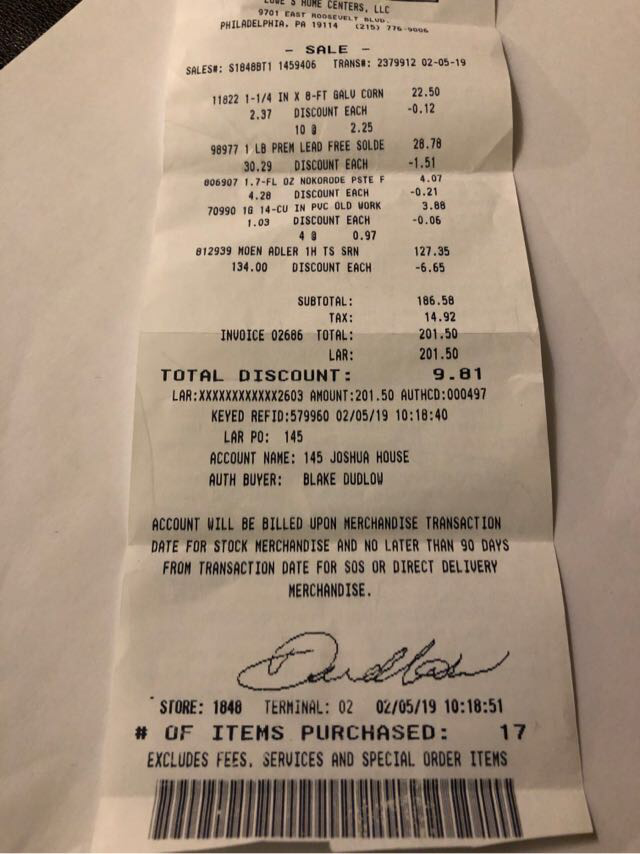 LOWE'S HOME CENTERS, LLC
9701 EAST ROOSEVELT BLVD.
PHILADELPHIA, PA 19114 (215) 776-9006
- SALE -
SALES#: S1848BT1 1459406 TRANS#: 2379912 02-05-19
11822 1-1/4 IN X 8-FT GALV CORN 22.50
2.37 DISCOUNT EACH -0.12
10 @ 2.25
98977 1 LB PREM LEAD FREE SOLDE 28.78
30.29 DISCOUNT EACH -1.51
806907 1.7-FL OZ NOKORODE PSTE F 4.07
4.28 DISCOUNT EACH -0.21
70990 1G 14-CU IN PVC OLD WORK 3.88
1.03 DISCOUNT EACH -0.06
4 @ 0.97
812939 MOEN ADLER 1H TS SRN 127.35
134.00 DISCOUNT EACH -6.65
SUBTOTAL: 186.58
TAX: 14.92
INVOICE 02686 TOTAL: 201.50
LAR: 201.50
TOTAL DISCOUNT: 9.81
LAR:XXXXXXXXXXXX2603 AMOUNT:201.50 AUTHCD:000497
KEYED REFID:579960 02/05/19 10:18:40
LAR PO: 145
ACCOUNT NAME: 145 JOSHUA HOUSE
AUTH BUYER: BLAKE DUDLOW
ACCOUNT WILL BE BILLED UPON MERCHANDISE TRANSACTION
DATE FOR STOCK MERCHANDISE AND NO LATER THAN 90 DAYS
FROM TRANSACTION DATE FOR SOS OR DIRECT DELIVERY
MERCHANDISE.
STORE: 1848 TERMINAL: 02 02/05/19 10:18:51
# OF ITEMS PURCHASED: 17
EXCLUDES FEES, SERVICES AND SPECIAL ORDER ITEMS